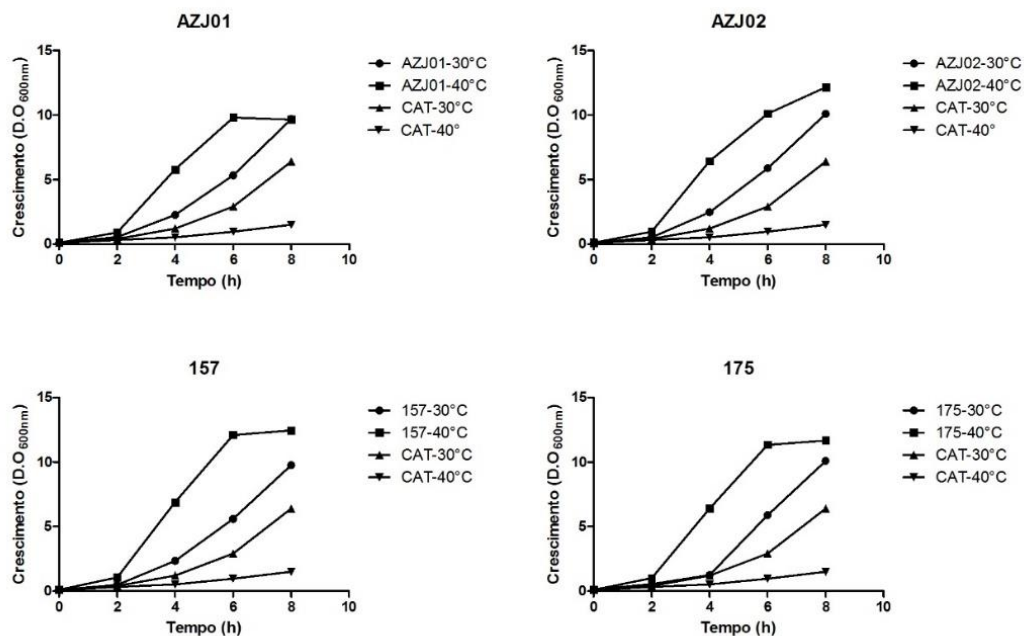 AZJ01
15
10
5
0
Crescimento (D.O600nm)
0 2 4 6 8 10
Tempo (h)
AZJ01-30°C
AZJ01-40°C
CAT-30°C
CAT-40°
AZJ02
15
10
5
0
Crescimento (D.O600nm)
0 2 4 6 8 10
Tempo (h)
AZJ02-30°C
AZJ02-40°C
CAT-30°C
CAT-40°
157
15
10
5
0
Crescimento (D.O600nm)
0 2 4 6 8 10
Tempo (h)
157-30°C
157-40°C
CAT-30°C
CAT-40°C
175
15
10
5
0
Crescimento (D.O600nm)
0 2 4 6 8 10
Tempo (h)
175-30°C
175-40°C
CAT-30°C
CAT-40°C